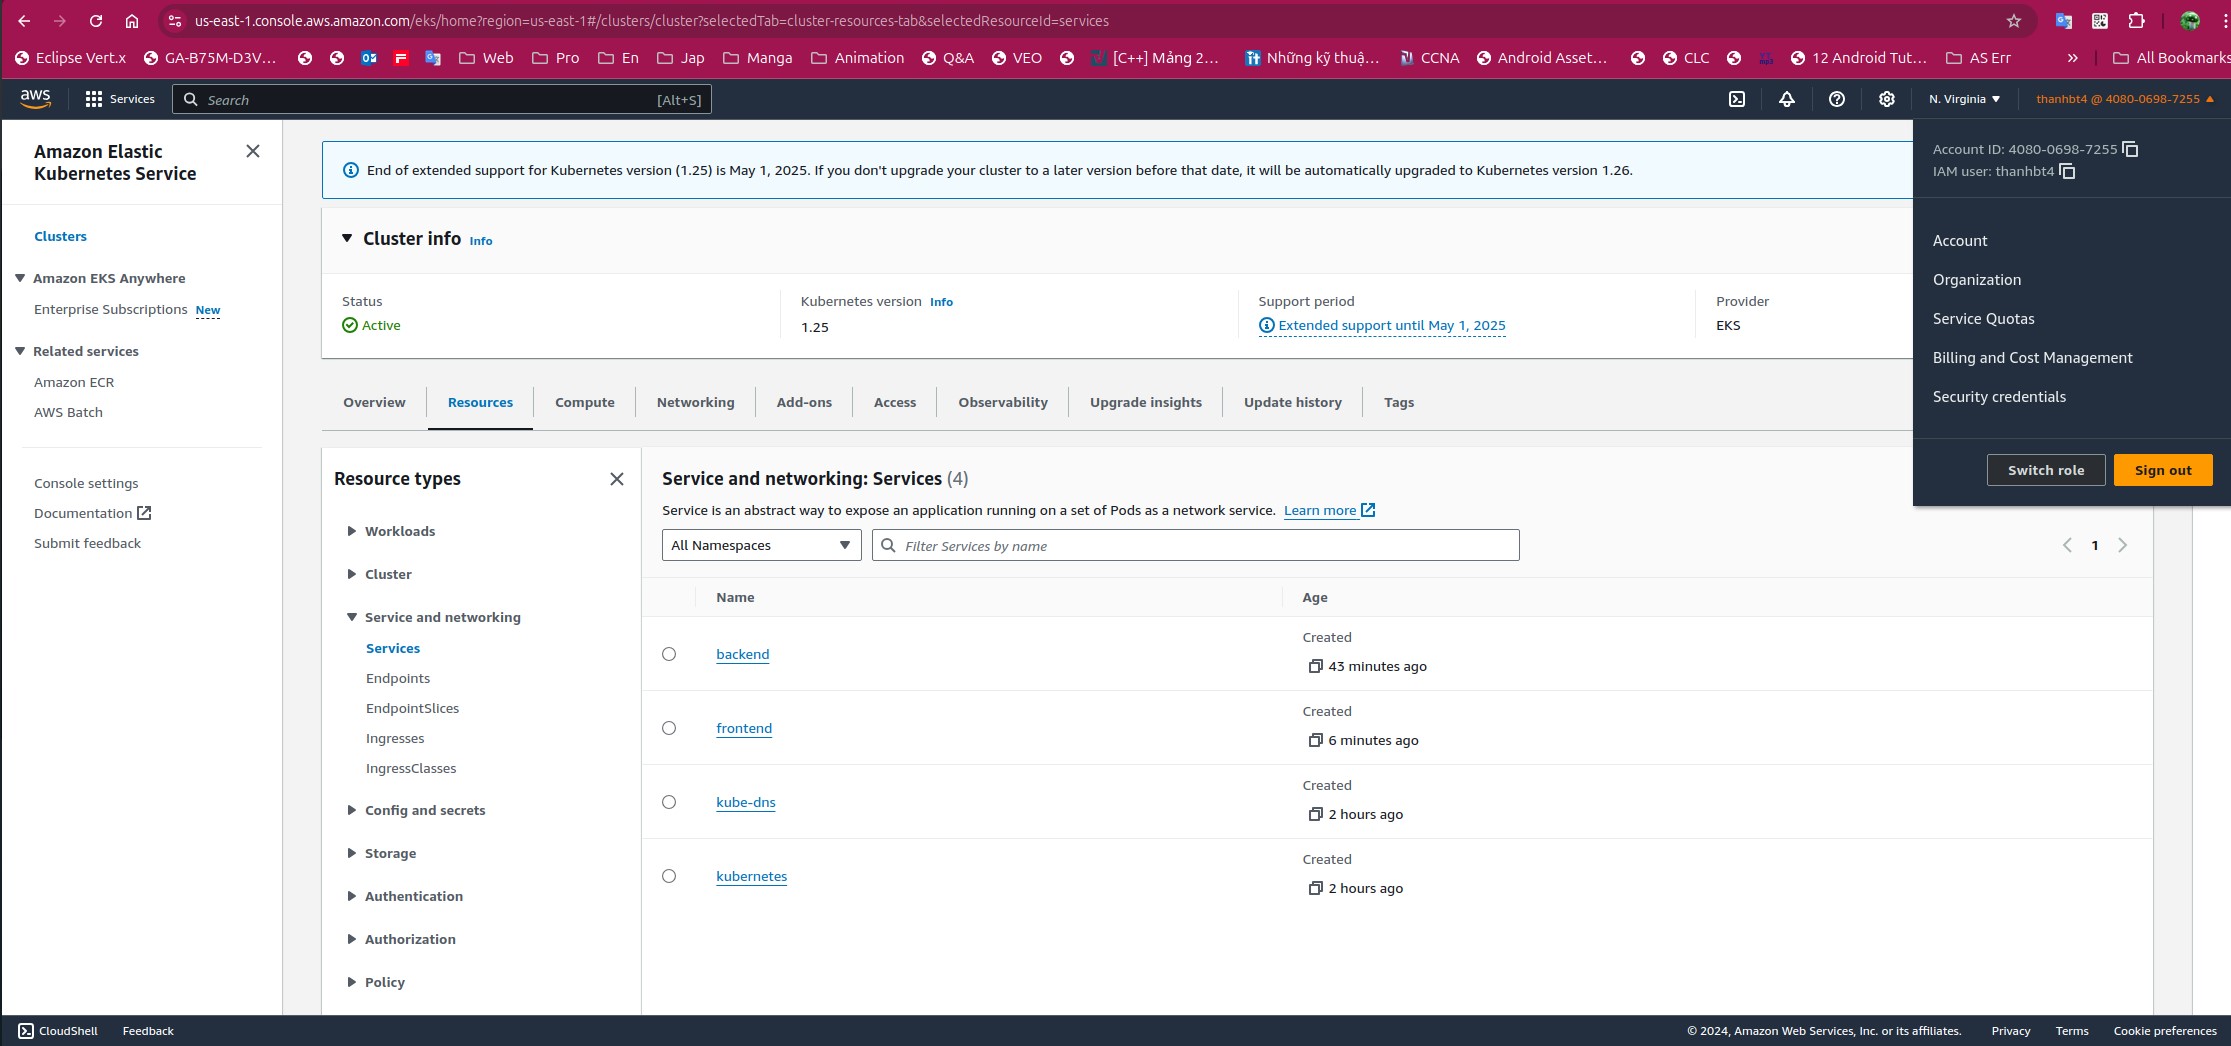 us-east-1.console.aws.amazon.com/eks/home?region=us-east-1#/clusters/cluster?selectedTab=cluster-resources-tab&selectedResourceId=services
Eclipse Vert.x GA-B75M-D3V... Web Pro En Jap Manga Animation Q&A VEO [C++] Mảng 2... Những kỹ thuậ... CCNA Android Asset... CLC 12 Android Tut... AS Err » All Bookmarks
aws Services Search [Alt+S] N. Virginia thanhbt4 @ 4080-0698-7255
Account ID: 4080-0698-7255
IAM user: thanhbt4
Account
Organization
Service Quotas
Billing and Cost Management
Security credentials
Switch role Sign out
Amazon Elastic
Kubernetes Service
Clusters
Amazon EKS Anywhere
Enterprise Subscriptions New
Related services
Amazon ECR
AWS Batch
Console settings
Documentation
Submit feedback
End of extended support for Kubernetes version (1.25) is May 1, 2025. If you don't upgrade your cluster to a later version before that date, it will be automatically upgraded to Kubernetes version 1.26.
Cluster info Info
Status Kubernetes version Info Support period Provider
Active 1.25 Extended support until May 1, 2025 EKS
Overview Resources Compute Networking Add-ons Access Observability Upgrade insights Update history Tags
Resource types
Workloads
Cluster
Service and networking
Services
Endpoints
EndpointSlices
Ingresses
IngressClasses
Config and secrets
Storage
Authentication
Authorization
Policy
Service and networking: Services (4)
Service is an abstract way to expose an application running on a set of Pods as a network service. Learn more
All Namespaces Filter Services by name 1
Name Age
Created
backend 43 minutes ago
Created
frontend 6 minutes ago
Created
kube-dns 2 hours ago
Created
kubernetes 2 hours ago
CloudShell Feedback © 2024, Amazon Web Services, Inc. or its affiliates. Privacy Terms Cookie preferences